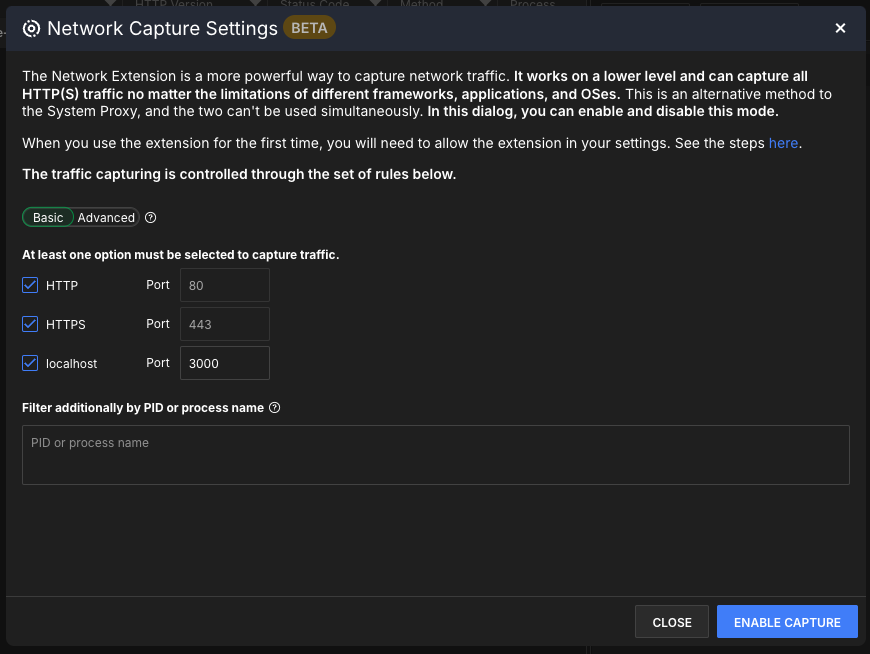 HTTP Version Status Code Method Process
Network Capture Settings BETA
The Network Extension is a more powerful way to capture network traffic. It works on a lower level and can capture all
HTTP(S) traffic no matter the limitations of different frameworks, applications, and OSes. This is an alternative method to
the System Proxy, and the two can't be used simultaneously. In this dialog, you can enable and disable this mode.
When you use the extension for the first time, you will need to allow the extension in your settings. See the steps here.
The traffic capturing is controlled through the set of rules below.
Basic Advanced
At least one option must be selected to capture traffic.
HTTP Port 80
HTTPS Port 443
localhost Port 3000
Filter additionally by PID or process name
PID or process name
CLOSE ENABLE CAPTURE